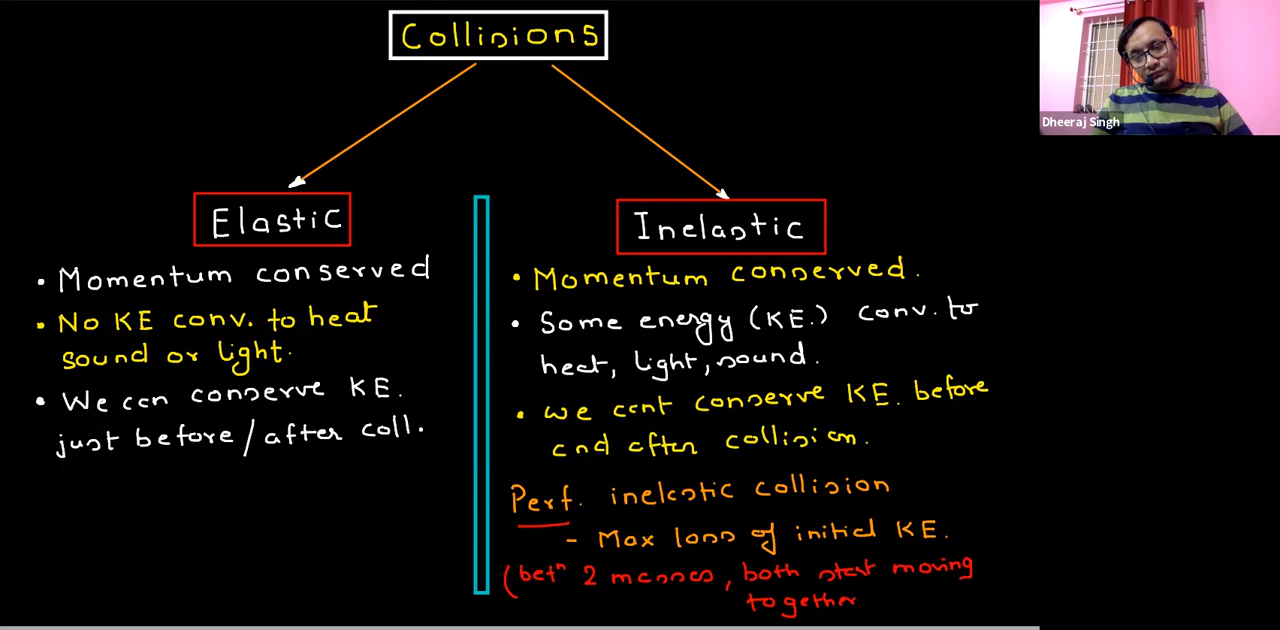 Collisions
Dheeraj Singh
Elastic
• Momentum conserved
• No KE conv. to heat
sound or light.
• We can conserve KE.
just before / after coll.
Inelastic
• Momentum conserved.
• Some energy (KE.) conv. to
heat, light, sound.
• we cant conserve KE. before
and after collision.
Perf. inelastic collision
- Max loss of initial KE.
(betn 2 masses, both start moving
together